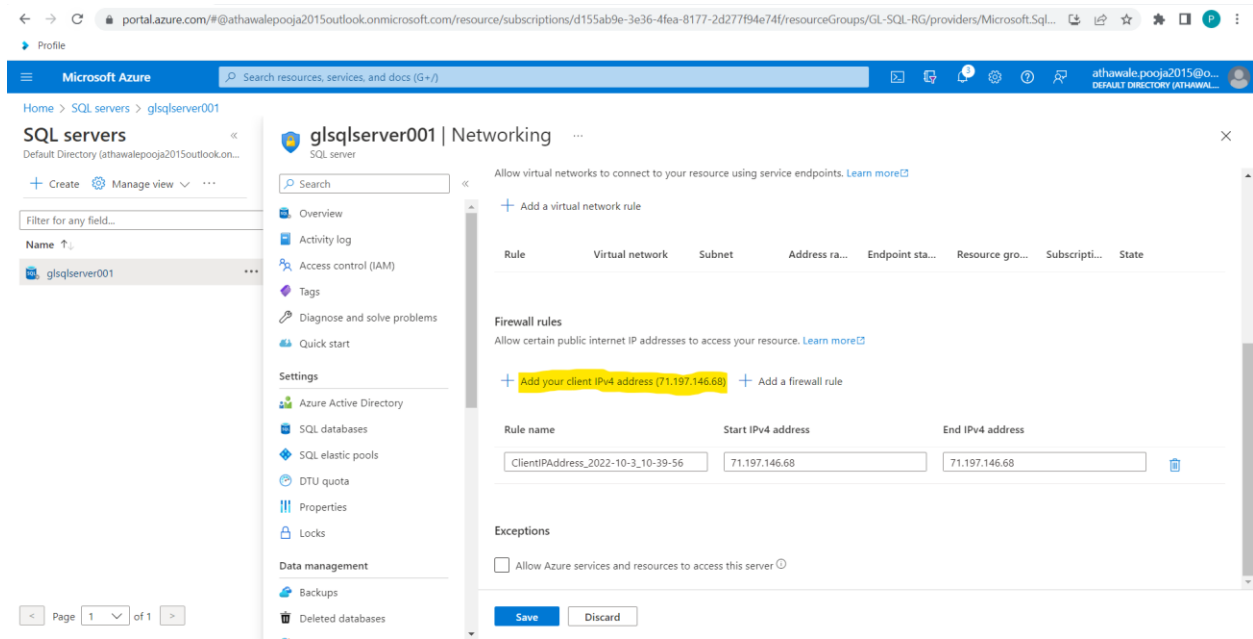 portal.azure.com/#@athawalepooja2015outlook.onmicrosoft.com/resource/subscriptions/d155ab9e-3e36-4fea-8177-2d277f94e74f/resourceGroups/GL-SQL-RG/providers/Microsoft.Sql...
P
Profile
Microsoft Azure
Search resources, services, and docs (G+/)
3
athawale.pooja2015@o...
DEFAULT DIRECTORY (ATHAWAL...
Home > SQL servers > glsqlserver001
SQL servers
Default Directory (athawalepooja2015outlook.on...
Create
Manage view
Filter for any field...
Name
glsqlserver001
Page 1 of 1
glsqlserver001 | Networking
SQL server
Search
Overview
Activity log
Access control (IAM)
Tags
Diagnose and solve problems
Quick start
Settings
Azure Active Directory
SQL databases
SQL elastic pools
DTU quota
Properties
Locks
Data management
Backups
Deleted databases
Allow virtual networks to connect to your resource using service endpoints. Learn more
Add a virtual network rule
Rule Virtual network Subnet Address ra... Endpoint sta... Resource gro... Subscripti... State
Firewall rules
Allow certain public internet IP addresses to access your resource. Learn more
Add your client IPv4 address (71.197.146.68) Add a firewall rule
Rule name Start IPv4 address End IPv4 address
ClientIPAddress_2022-10-3_10-39-56 71.197.146.68 71.197.146.68
Exceptions
Allow Azure services and resources to access this server
Save Discard